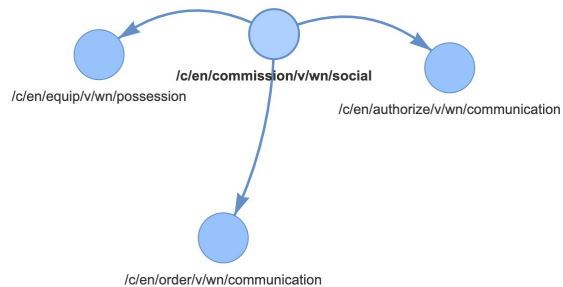 /c/en/commission/v/wn/social
/c/en/equip/v/wn/possession
/c/en/authorize/v/wn/communication
/c/en/order/v/wn/communication